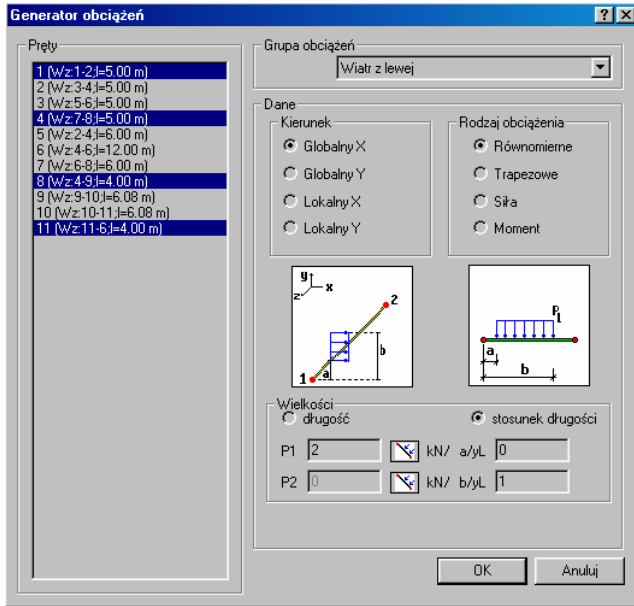 Generator obciążeń
Pręty
1 (Wz:1-2;l=5.00 m)
2 (Wz:3-4;l=5.00 m)
3 (Wz:5-6;l=5.00 m)
4 (Wz:7-8;l=5.00 m)
5 (Wz:2-4;l=6.00 m)
6 (Wz:4-6;l=12.00 m)
7 (Wz:6-8;l=6.00 m)
8 (Wz:4-9;l=4.00 m)
9 (Wz:9-10;l=6.08 m)
10 (Wz:10-11;l=6.08 m)
11 (Wz:11-6;l=4.00 m)
Grupa obciążeń
Wiatr z lewej
Dane
Kierunek
Globalny X
Globalny Y
Lokalny X
Lokalny Y
Rodzaj obciążenia
Równomierne
Trapezowe
Siła
Moment
y
x
z
2
b
1
a
P
L
a
b
Wielkości
długość
stosunek długości
P1 2 kN/ a/yL 0
P2 0 kN/ b/yL 1
OK Anuluj